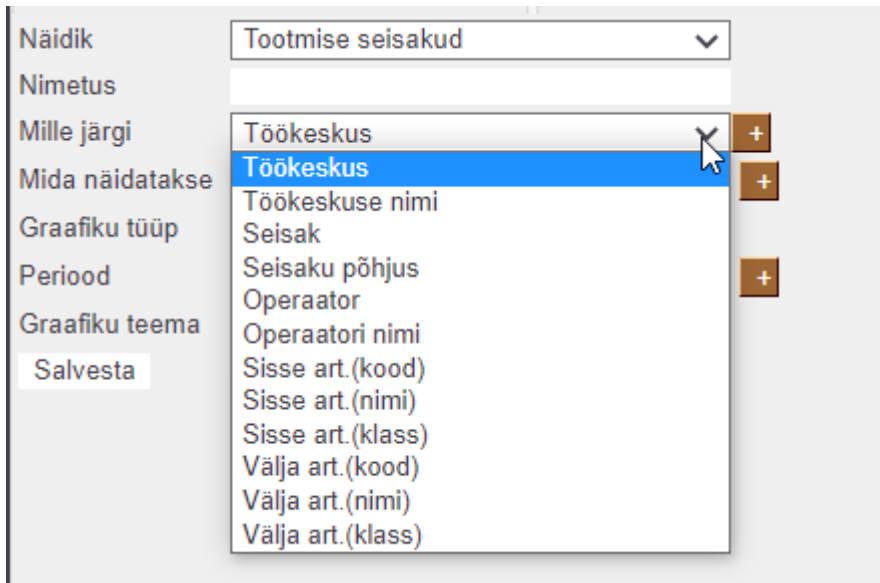 Näidik Tootmise seisakud
Nimetus
Mille järgi Töökeskus +
Töökeskus
Mida näidatakse +
Töökeskuse nimi
Graafiku tüüp Seisak
Seisaku põhjus
Periood +
Operaator
Graafiku teema Operaatori nimi
Salvesta Sisse art.(kood)
Sisse art.(nimi)
Sisse art.(klass)
Välja art.(kood)
Välja art.(nimi)
Välja art.(klass)